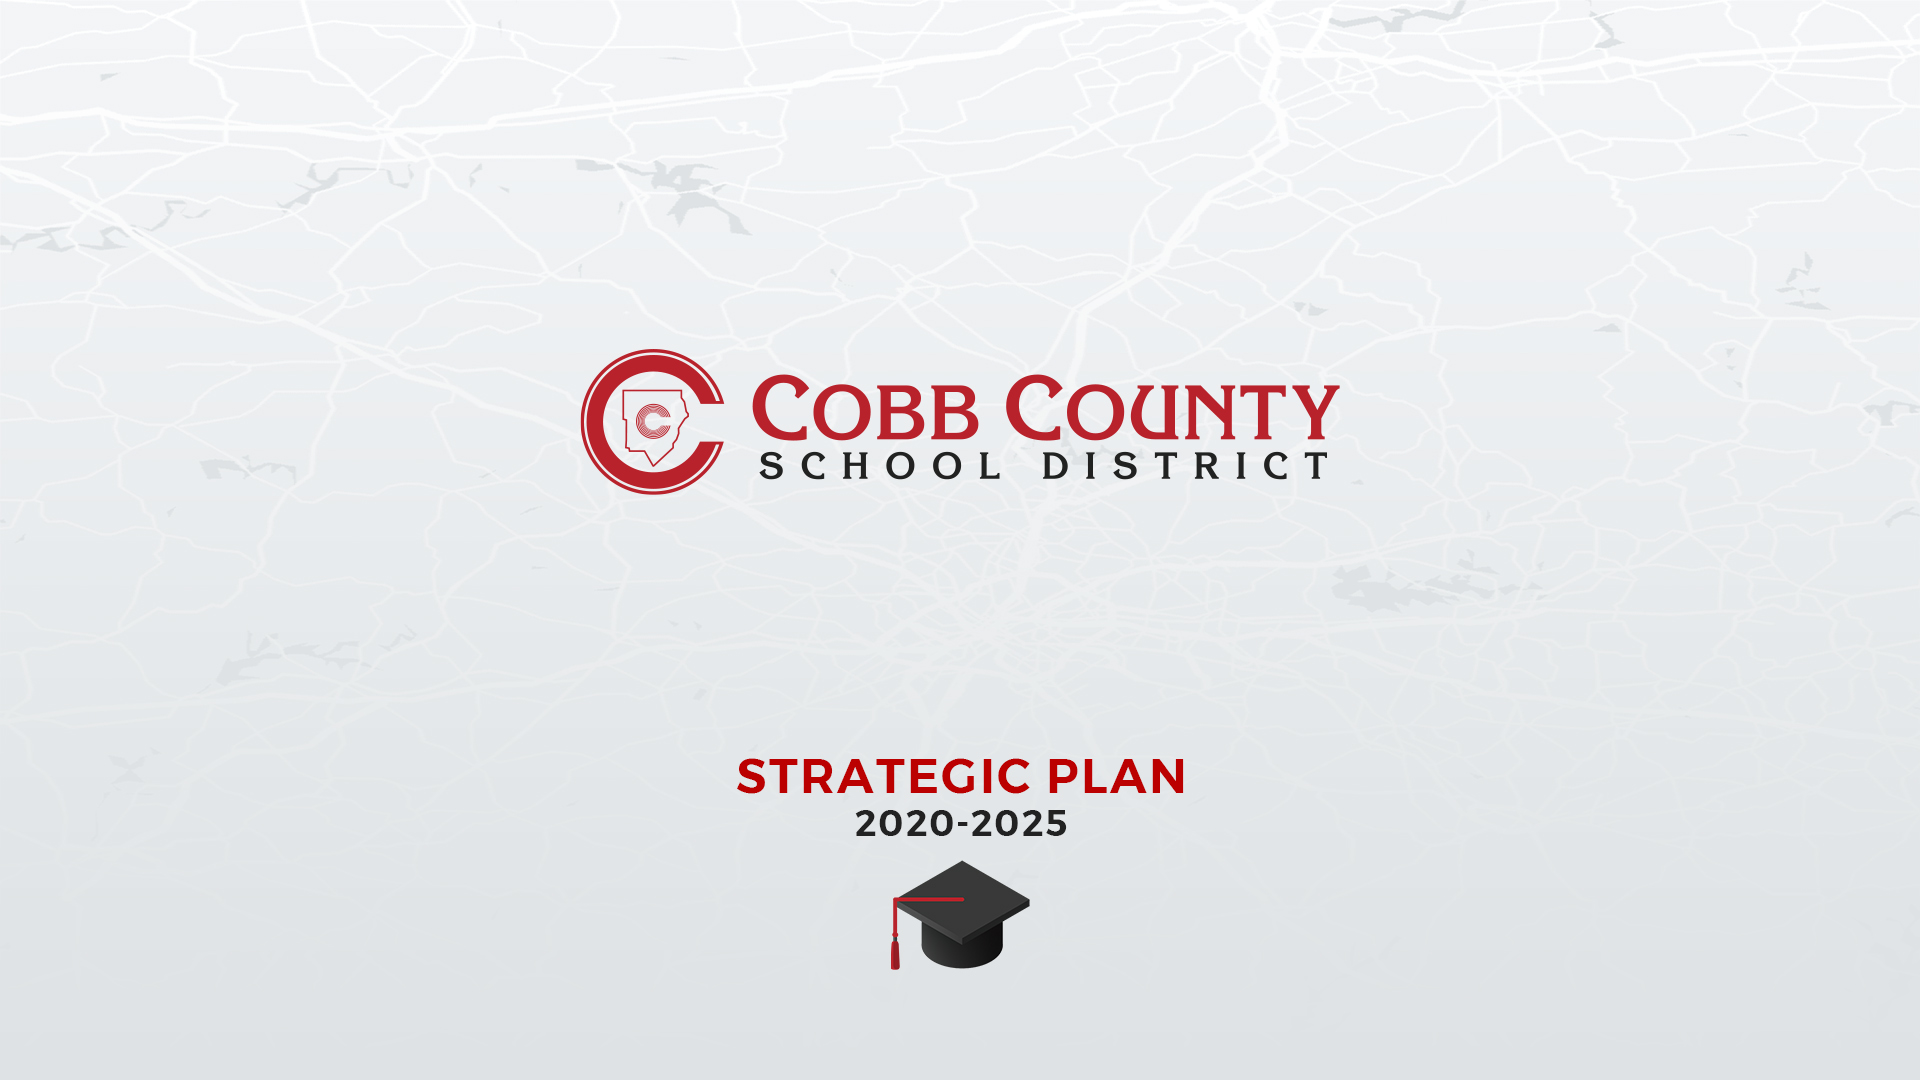 COBB COUNTY
SCHOOL DISTRICT
STRATEGIC PLAN
2020-2025